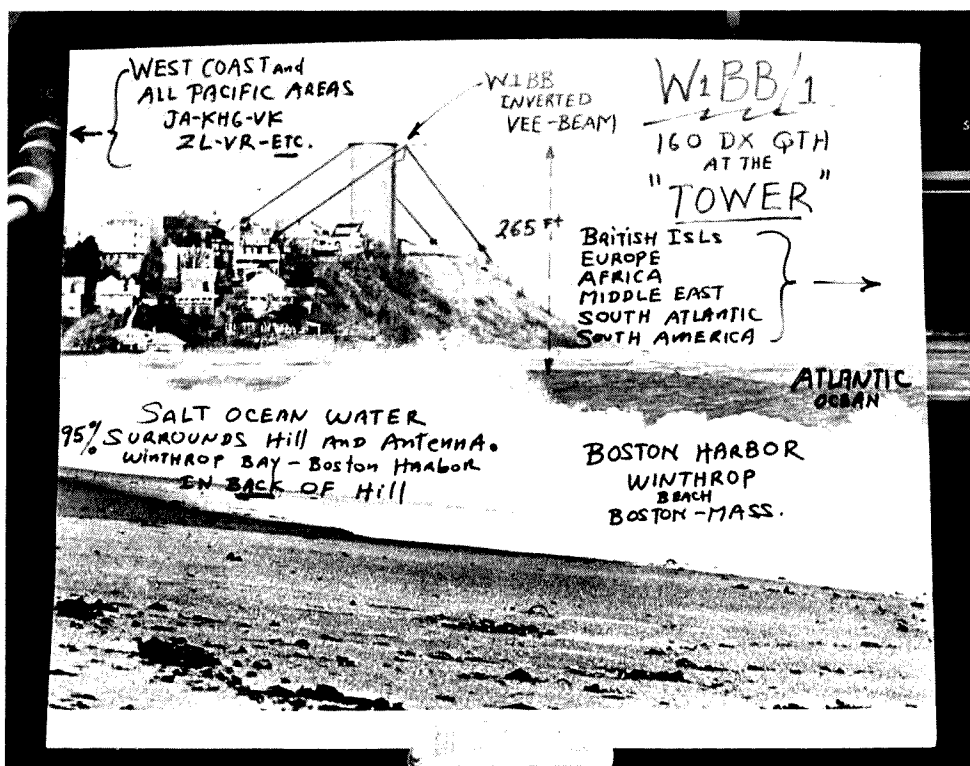 WEST COAST and
ALL PACIFIC AREAS
JA-KH6-VK
ZL-VR-ETC.
W1BB
INVERTED
VEE-BEAM
W1BB/1
160 DX QTH
AT THE
"TOWER"
265 Ft
BRITISH ISLS
EUROPE
AFRICA
MIDDLE EAST
SOUTH ATLANTIC
SOUTH AMERICA
ATLANTIC
OCEAN
SALT OCEAN WATER
95% SURROUNDS Hill AND ANTENNA.
WINTHROP BAY - BOSTON HARBOR
IN BACK OF Hill
BOSTON HARBOR
WINTHROP
BEACH
BOSTON-MASS.